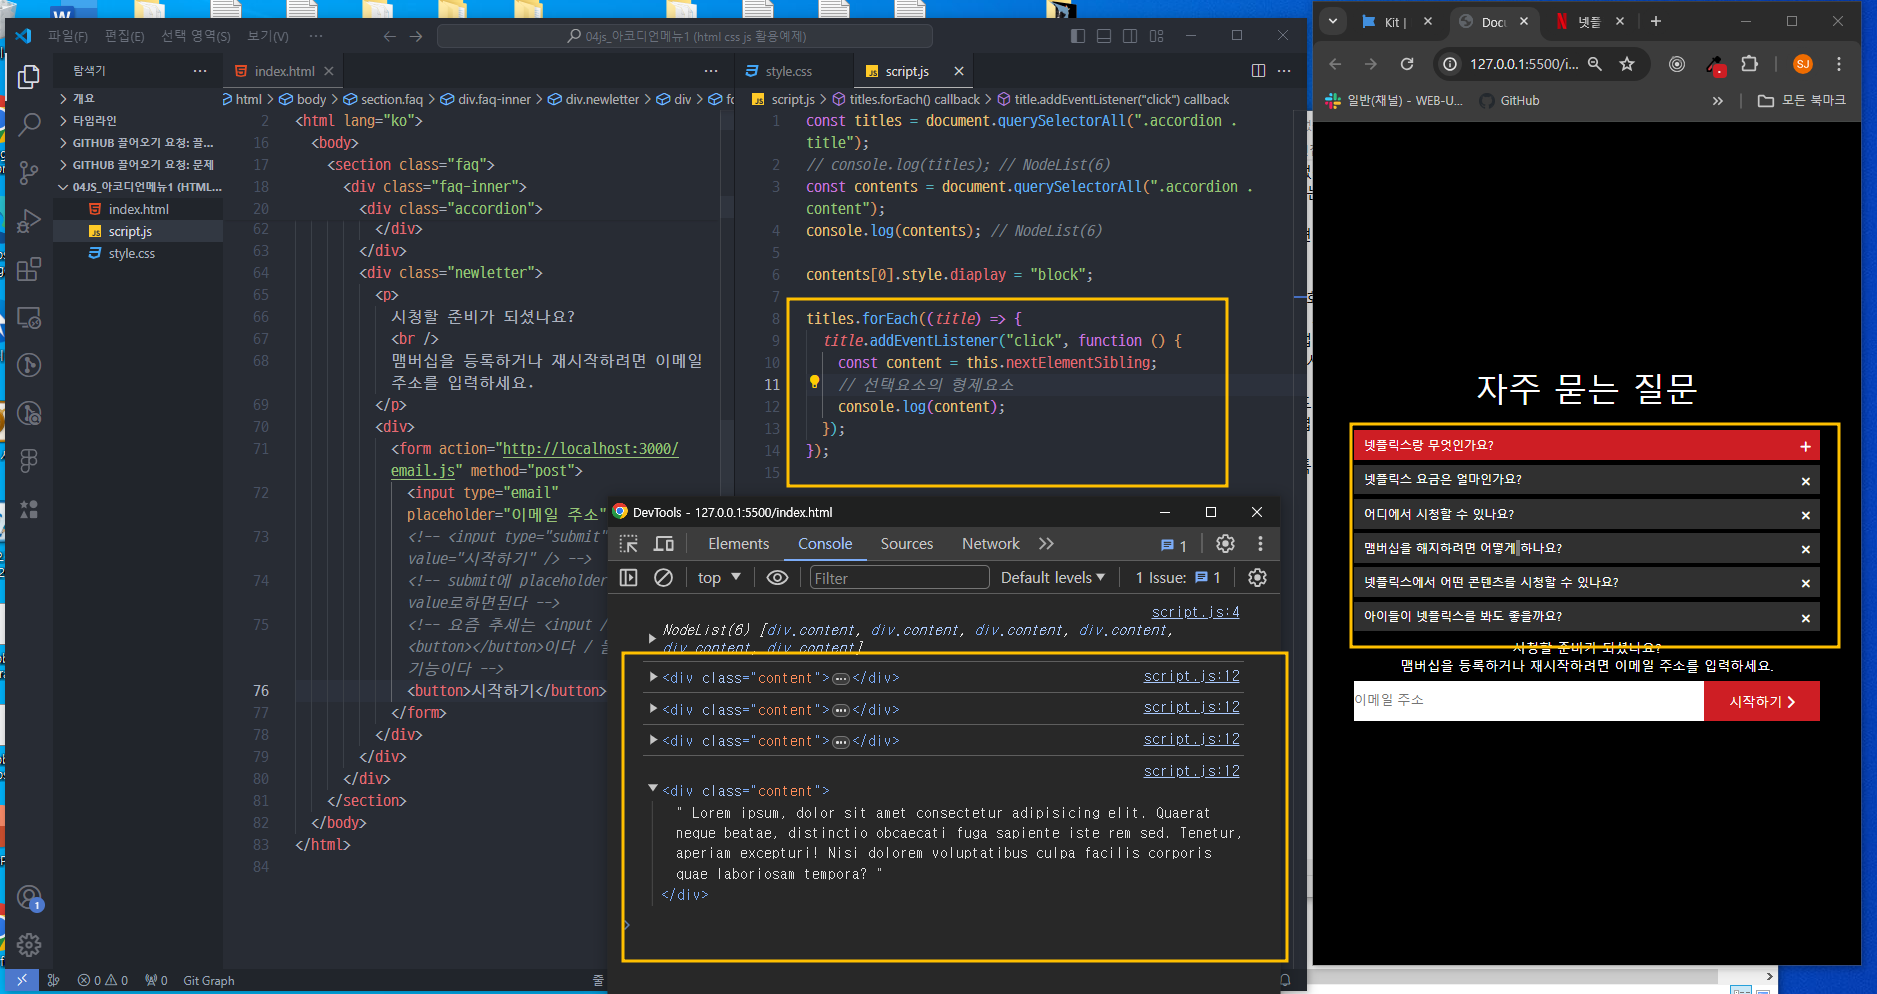 파일(F) 편집(E) 선택 영역(S) 보기(V) ···
04js_아코디언메뉴1 (html css js 활용예제)
탐색기 ···
개요
타임라인
GITHUB 끌어오기 요청: 끌...
GITHUB 끌어오기 요청: 문제
04JS_아코디언메뉴1 (HTML...
index.html
script.js
style.css
index.html
html > body > section.faq > div.faq-inner > div.newletter > div > fo
2 <html lang="ko">
16 <body>
17 <section class="faq">
18 <div class="faq-inner">
20 <div class="accordion">
62 </div>
63 </div>
64 <div class="newletter">
65 <p>
66 시청할 준비가 되셨나요?
67 <br />
68 맴버십을 등록하거나 재시작하려면 이메일
주소를 입력하세요.
69 </p>
70 <div>
71 <form action="http://localhost:3000/
email.js" method="post">
72 <input type="email"
placeholder="이메일 주소"
73 <!-- <input type="submit"
value="시작하기" /> -->
74 <!-- submit에 placeholder
value로하면된다 -->
75 <!-- 요즘 추세는 <input /
<button></button>이다 /
기능이다 -->
76 <button>시작하기</button>
77 </form>
78 </div>
79 </div>
80 </div>
81 </section>
82 </body>
83 </html>
84
style.css script.js
script.js > titles.forEach() callback > title.addEventListener("click") callback
1 const titles = document.querySelectorAll(".accordion .
title");
2 // console.log(titles); // NodeList(6)
3 const contents = document.querySelectorAll(".accordion .
content");
4 console.log(contents); // NodeList(6)
5
6 contents[0].style.diaplay = "block";
7
8 titles.forEach((title) => {
9 title.addEventListener("click", function () {
10 const content = this.nextElementSibling;
11 // 선택요소의 형제요소
12 console.log(content);
13 });
14 });
15
DevTools - 127.0.0.1:5500/index.html
Elements Console Sources Network 1
top Filter Default levels 1 Issue: 1
script.js:4
NodeList(6) [div.content, div.content, div.content, div.content,
div.content, div.content]
<div class="content">···</div> script.js:12
<div class="content">···</div> script.js:12
<div class="content">···</div> script.js:12
script.js:12
<div class="content">
" Lorem ipsum, dolor sit amet consectetur adipisicing elit. Quaerat
neque beatae, distinctio obcaecati fuga sapiente iste rem sed. Tenetur,
aperiam excepturi! Nisi dolorem voluptatibus culpa facilis corporis
quae laboriosam tempora? "
</div>
1
0 0 0 Git Graph 줄
Kit | Docu 넷플
127.0.0.1:5500/i... SJ
일반(채널) - WEB-U... GitHub » 모든 북마크
자주 묻는 질문
넷플릭스랑 무엇인가요? +
넷플릭스 요금은 얼마인가요? ×
어디에서 시청할 수 있나요? ×
맴버십을 해지하려면 어떻게 하나요? ×
넷플릭스에서 어떤 콘텐츠를 시청할 수 있나요? ×
아이들이 넷플릭스를 봐도 좋을까요? ×
시청할 준비가 되셨나요?
맴버십을 등록하거나 재시작하려면 이메일 주소를 입력하세요.
이메일 주소 시작하기 >